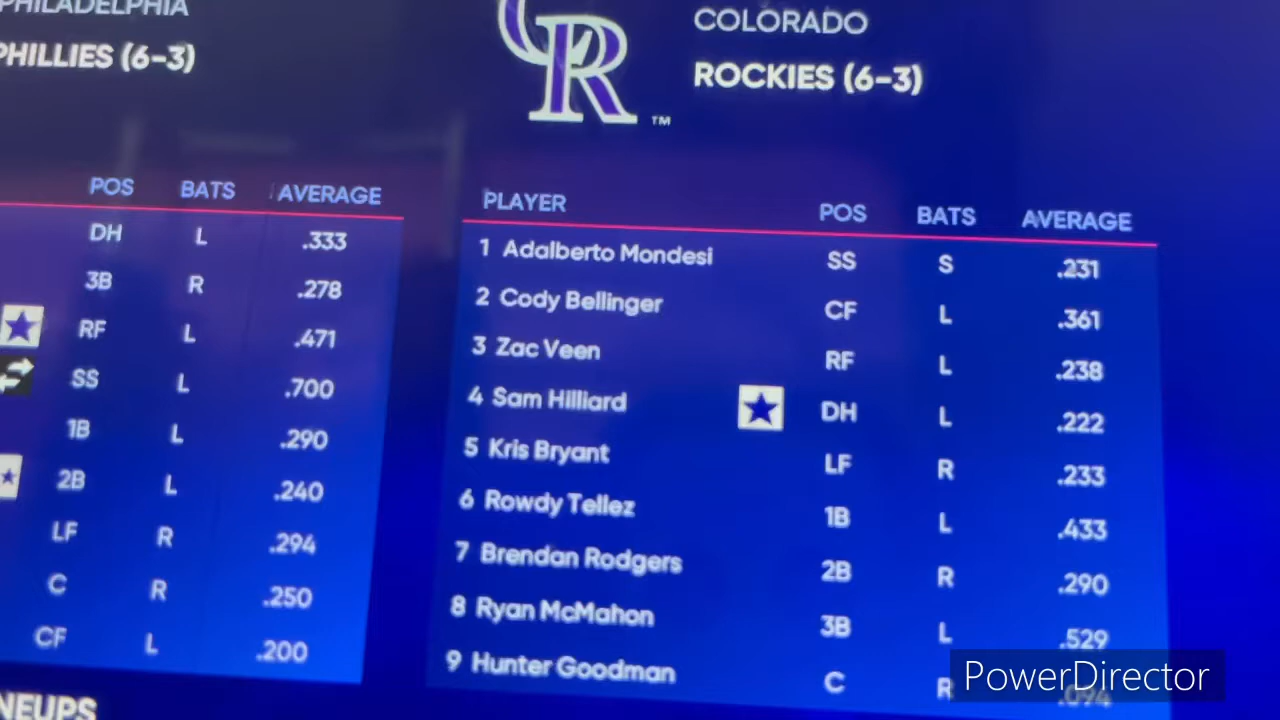 PHILADELPHIA
PHILLIES (6-3)
POS BATS AVERAGE
DH L .333
3B R .278
RF L .471
SS L .700
1B L .290
2B L .240
LF R .294
C R .250
CF L .200
NEUPS
CR
TM
COLORADO
ROCKIES (6-3)
PLAYER POS BATS AVERAGE
1 Adalberto Mondesi SS S .231
2 Cody Bellinger CF L .361
3 Zac Veen RF L .238
4 Sam Hilliard DH L .222
5 Kris Bryant LF R .233
6 Rowdy Tellez 1B L .433
7 Brendan Rodgers 2B R .290
8 Ryan McMahon 3B L .529
9 Hunter Goodman C R .094
PowerDirector